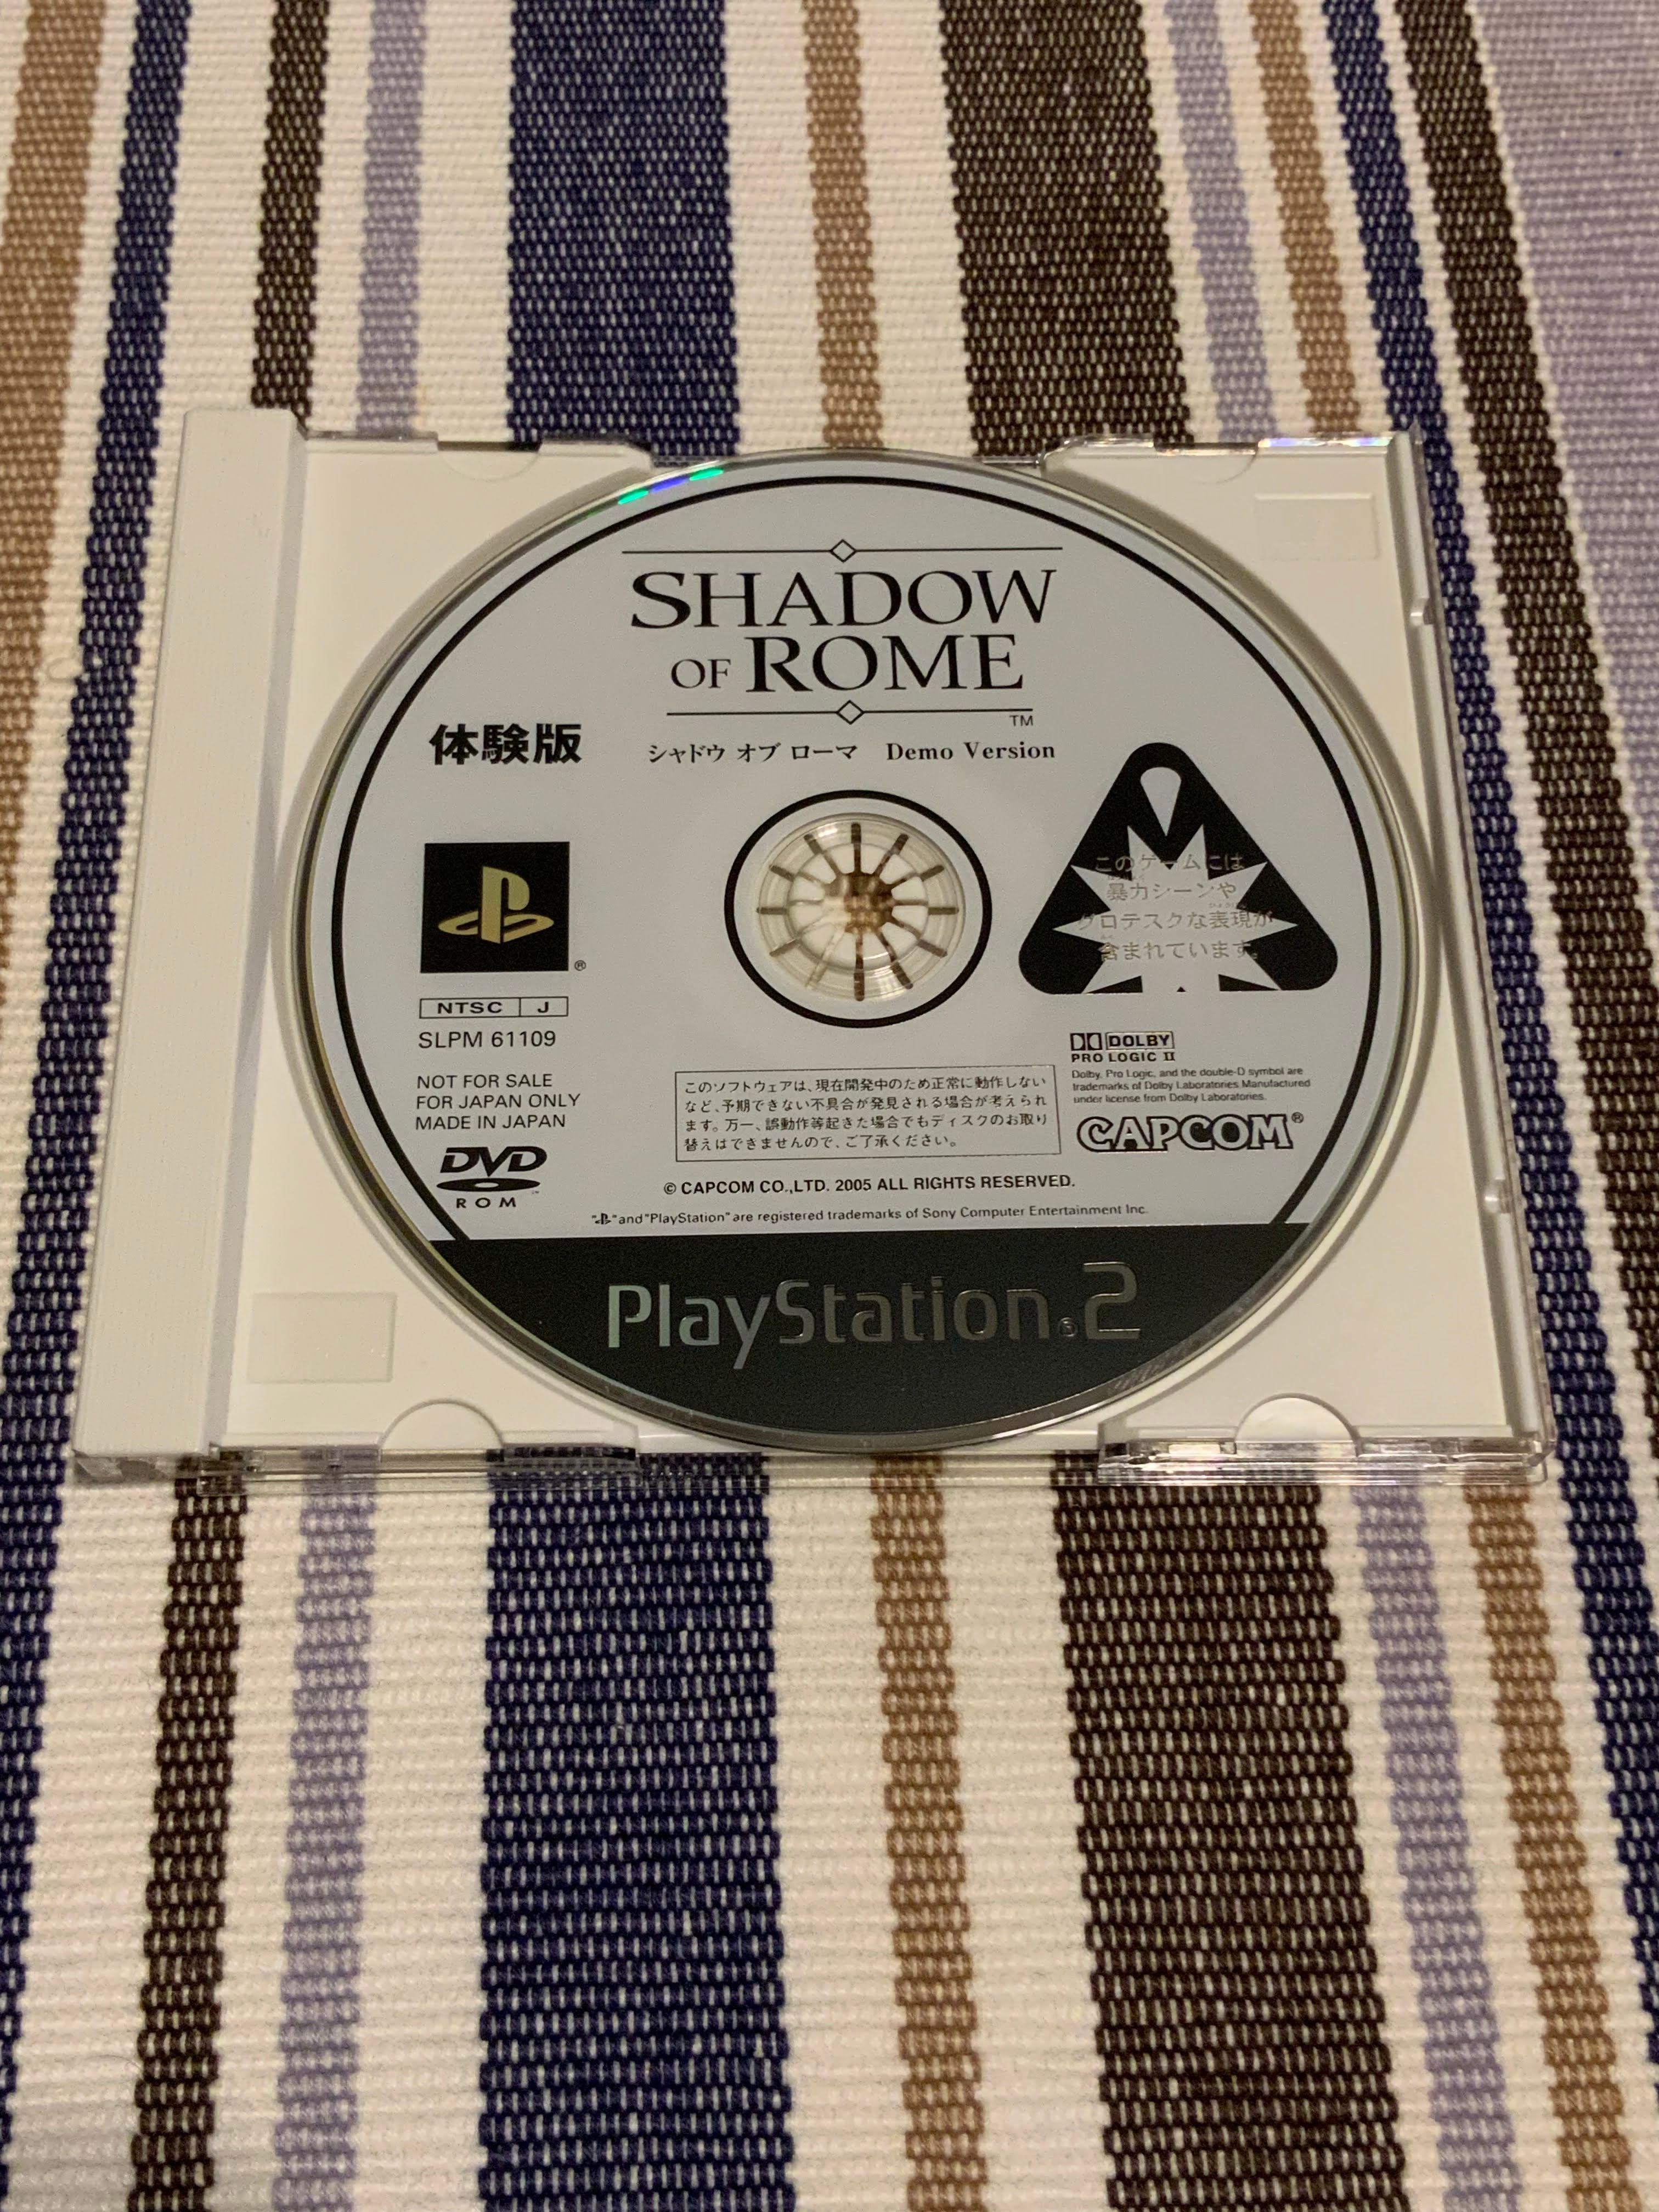 SHADOW
OF ROME
TM
体験版
シャドウ オブ ローマ Demo Version
このゲームには
暴力シーンや
グロテスクな表現が
含まれています。
®
NTSC J
SLPM 61109
NOT FOR SALE
FOR JAPAN ONLY
MADE IN JAPAN
DVD
ROM
このソフトウェアは、現在開発中のため正常に動作しない
など、予期できない不具合が発見される場合が考えられ
ます。万一、誤動作等起きた場合でもディスクのお取り
替えはできませんので、ご了承ください。
DOLBY
PRO LOGIC II
Dolby, Pro Logic, and the double-D symbol are
trademarks of Dolby Laboratories.Manufactured
under license from Dolby Laboratories.
CAPCOM®
© CAPCOM CO.,LTD. 2005 ALL RIGHTS RESERVED.
" " and "PlayStation" are registered trademarks of Sony Computer Entertainment Inc.
PlayStation®2